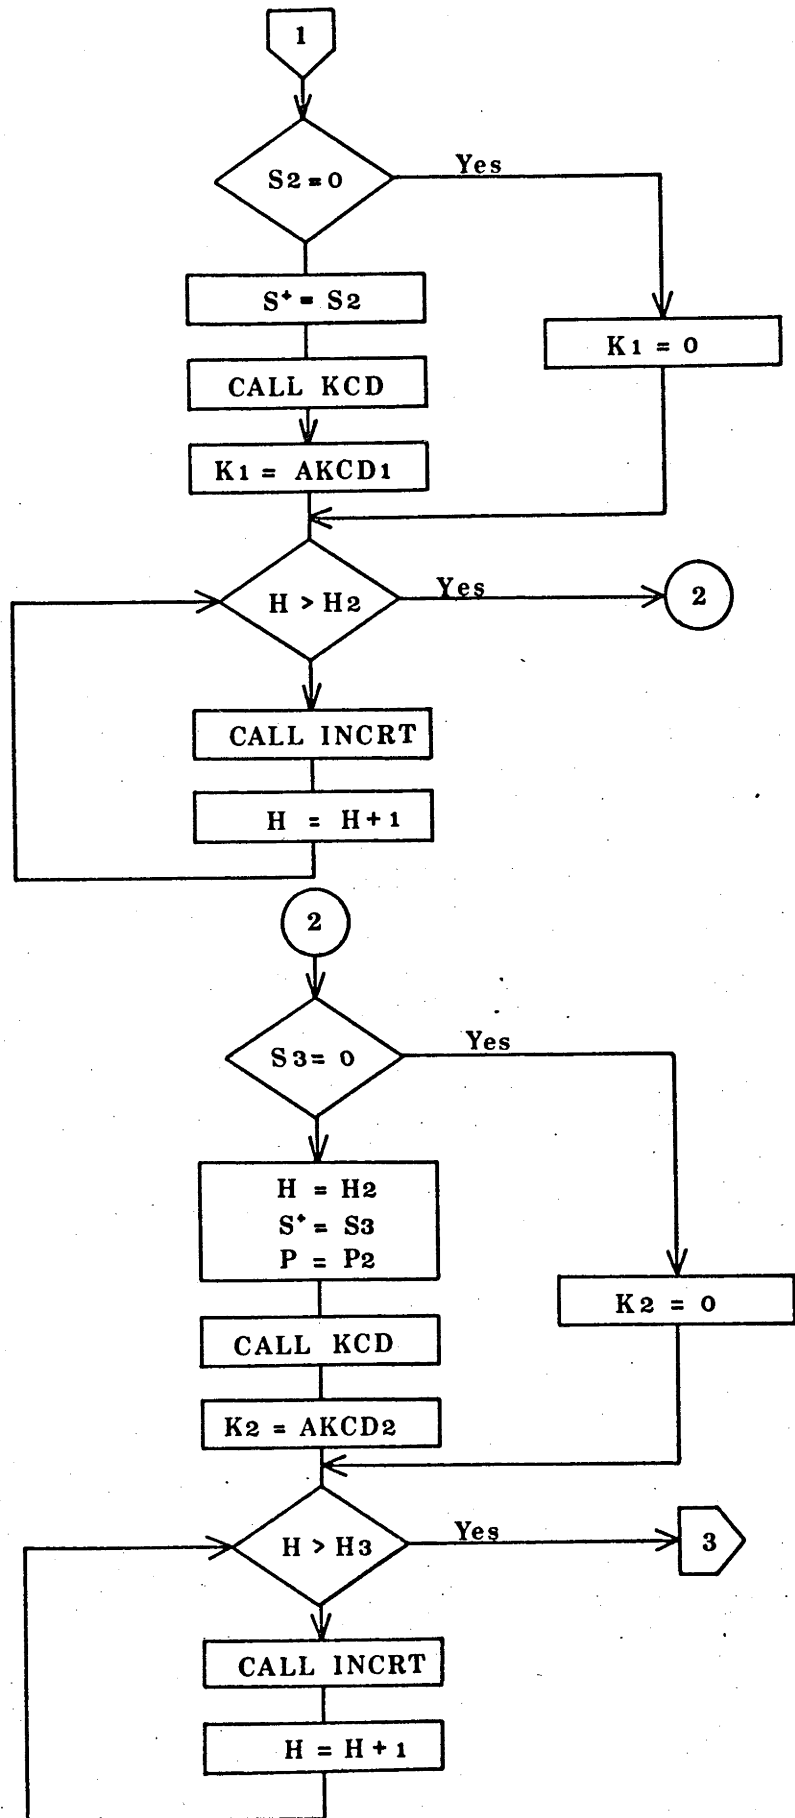 1
S2=0
Yes
S+ = S2
K1 = 0
CALL KCD
K1 = AKCD1
H > H2
Yes
2
CALL INCRT
H = H+1
2
S3= 0
Yes
H = H2
S+ = S3
P = P2
K2 = 0
CALL KCD
K2 = AKCD2
H > H3
Yes
3
CALL INCRT
H = H+1